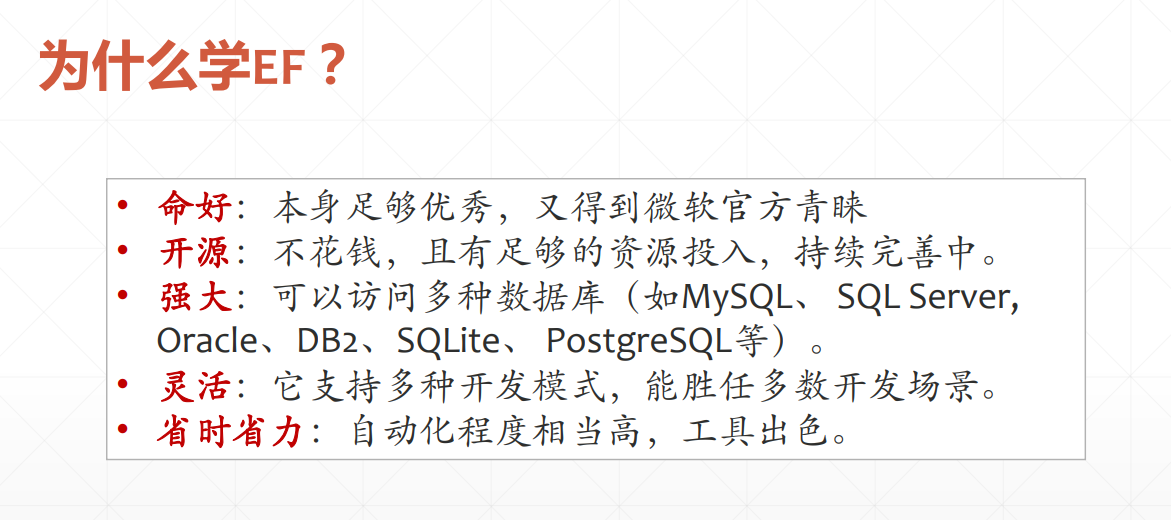 为什么学EF？
• 命好：本身足够优秀，又得到微软官方青睐
• 开源：不花钱，且有足够的资源投入，持续完善中。
• 强大：可以访问多种数据库（如MySQL、 SQL Server,
Oracle、DB2、SQLite、 PostgreSQL等）。
• 灵活：它支持多种开发模式，能胜任多数开发场景。
• 省时省力：自动化程度相当高，工具出色。